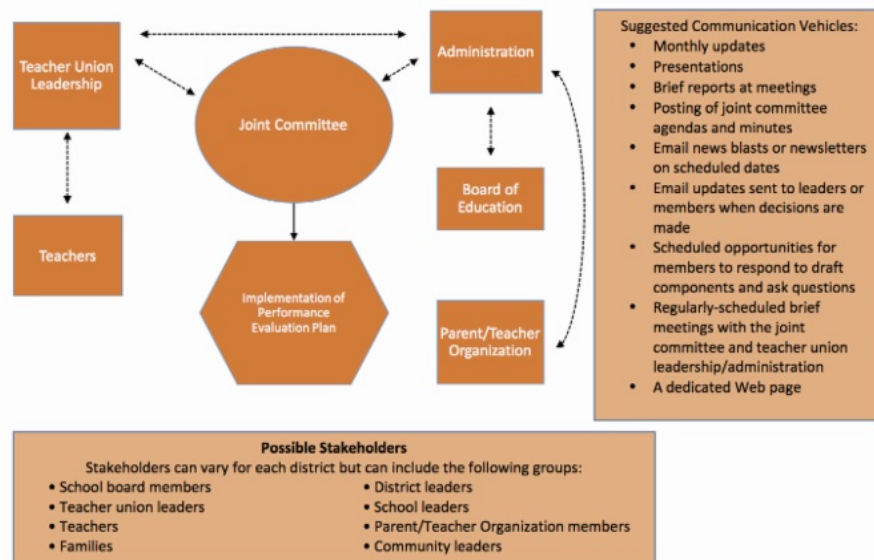 Teacher Union
Leadership
Administration
Joint Committee
Teachers
Board of
Education
Implementation of
Performance
Evaluation Plan
Parent/Teacher
Organization
Suggested Communication Vehicles:
• Monthly updates
• Presentations
• Brief reports at meetings
• Posting of joint committee
agendas and minutes
• Email news blasts or newsletters
on scheduled dates
• Email updates sent to leaders or
members when decisions are
made
• Scheduled opportunities for
members to respond to draft
components and ask questions
• Regularly-scheduled brief
meetings with the joint
committee and teacher union
leadership/administration
• A dedicated Web page
Possible Stakeholders
Stakeholders can vary for each district but can include the following groups:
• School board members
• Teacher union leaders
• Teachers
• Families
• District leaders
• School leaders
• Parent/Teacher Organization members
• Community leaders